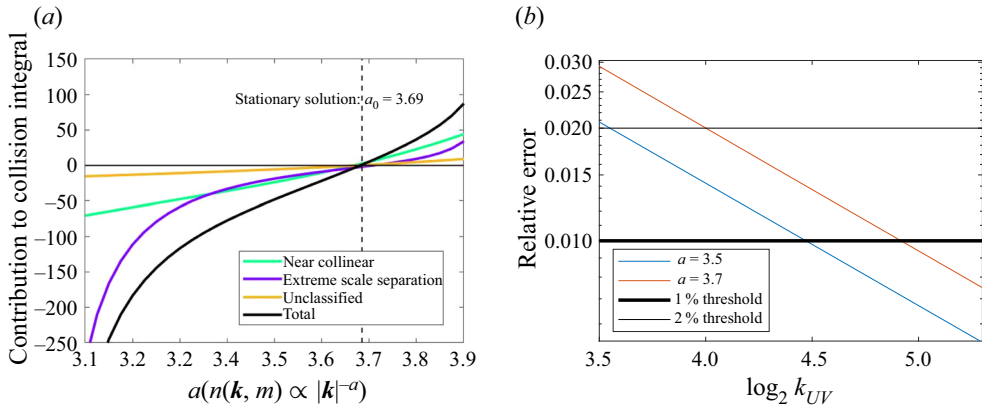 (a)
150
100
50
0
−50
−100
−150
−200
−250
Contribution to collision integral
Stationary solution: a₀ = 3.69
Near collinear
Extreme scale separation
Unclassified
Total
3.1 3.2 3.2 3.4 3.5 3.6 3.7 3.8 3.9
a(n(k, m) ∝ |k|⁻ᵃ)
(b)
0.030
0.025
0.020
0.015
0.010
Relative error
a = 3.5
a = 3.7
1 % threshold
2 % threshold
3.5 4.0 4.5 5.0
log₂ k_UV